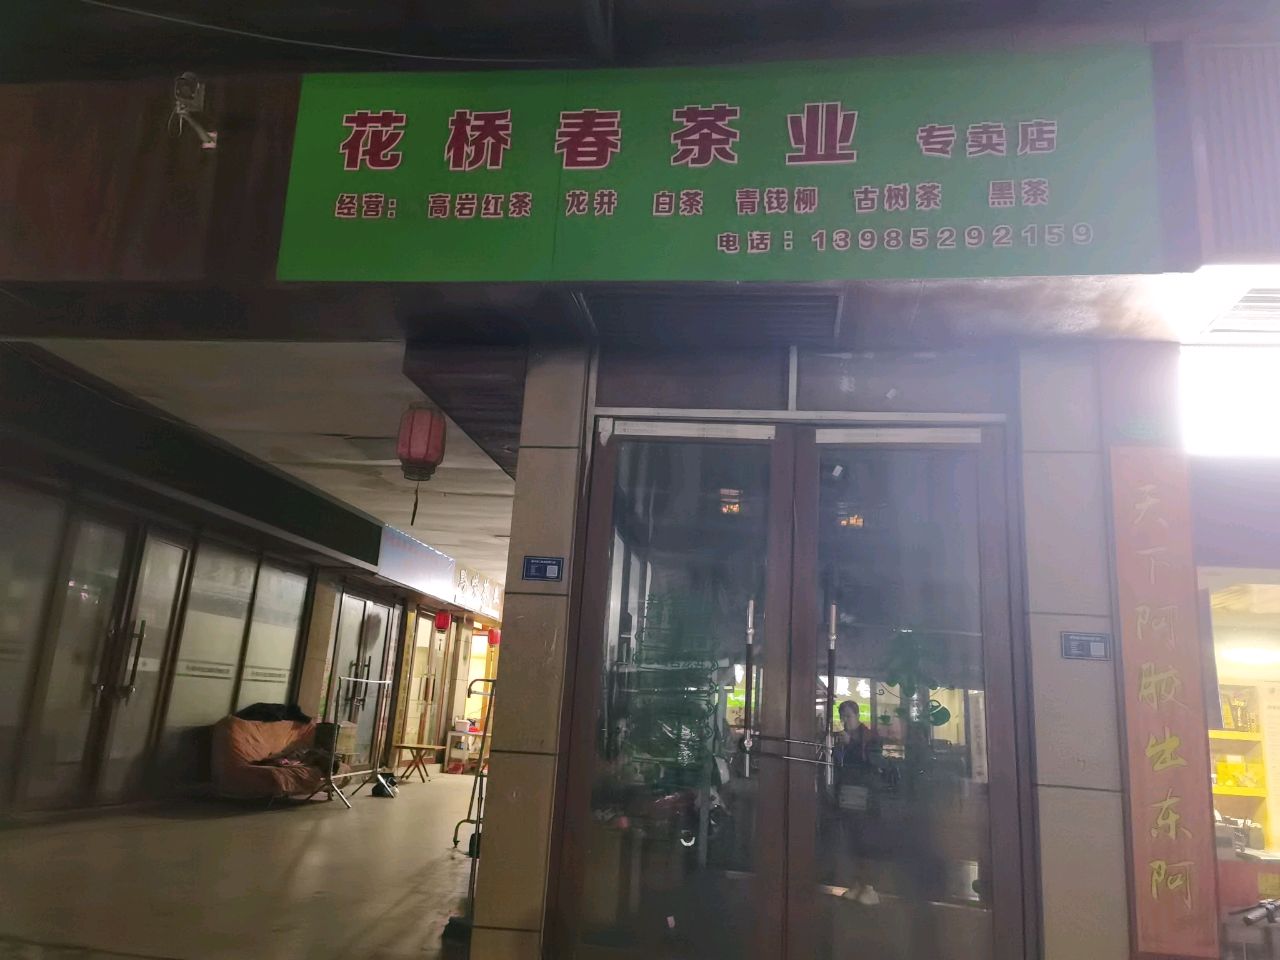 花桥春茶业 专卖店
经营：高岩红茶 龙井 白茶 青钱柳 古树茶 黑茶
电话：13985292159
天下阿胶出东阿